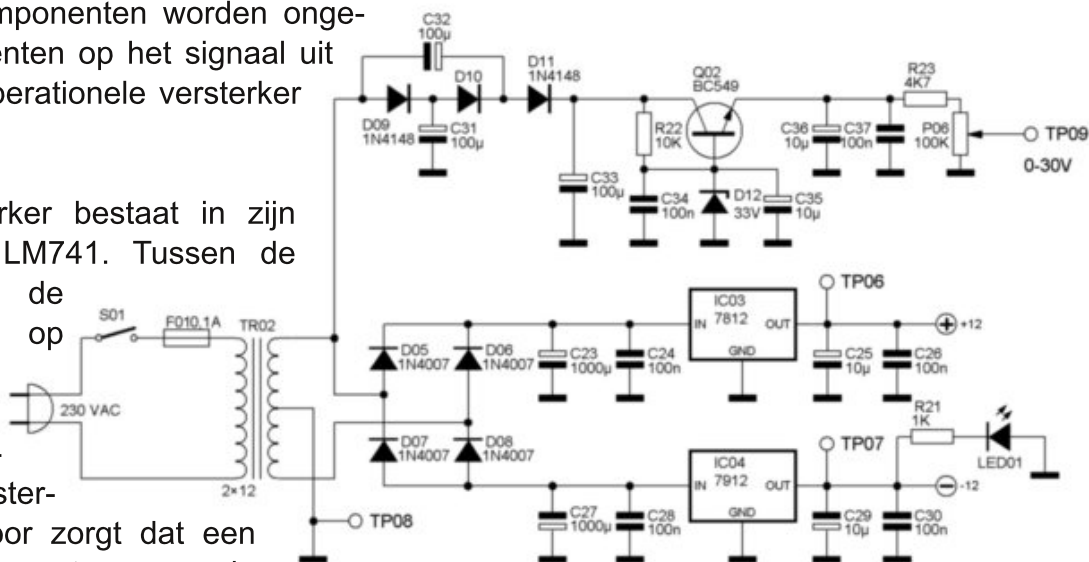 mponenten worden onge-
enten op het signaal uit
perationele versterker
rker bestaat in zijn
LM741. Tussen de
de
op
ster-
oor zorgt dat een
C32
100µ
D11
1N4148
D10
D09
1N4148
C31
100µ
C33
100µ
R22
10K
Q02
BC549
C34
100n
D12
33V
C35
10µ
C36
10µ
C37
100n
R23
4K7
P06
100K
TP09
0-30V
S01
F01 0,1A
TR02
230 VAC
2×12
TP08
D05
1N4007
D06
1N4007
D07
1N4007
D08
1N4007
C23
1000µ
C24
100n
IC03
7812
IN
OUT
GND
TP06
C25
10µ
C26
100n
+12
C27
1000µ
C28
100n
IC04
7912
IN
OUT
GND
TP07
C29
10µ
C30
100n
R21
1K
LED01
-12